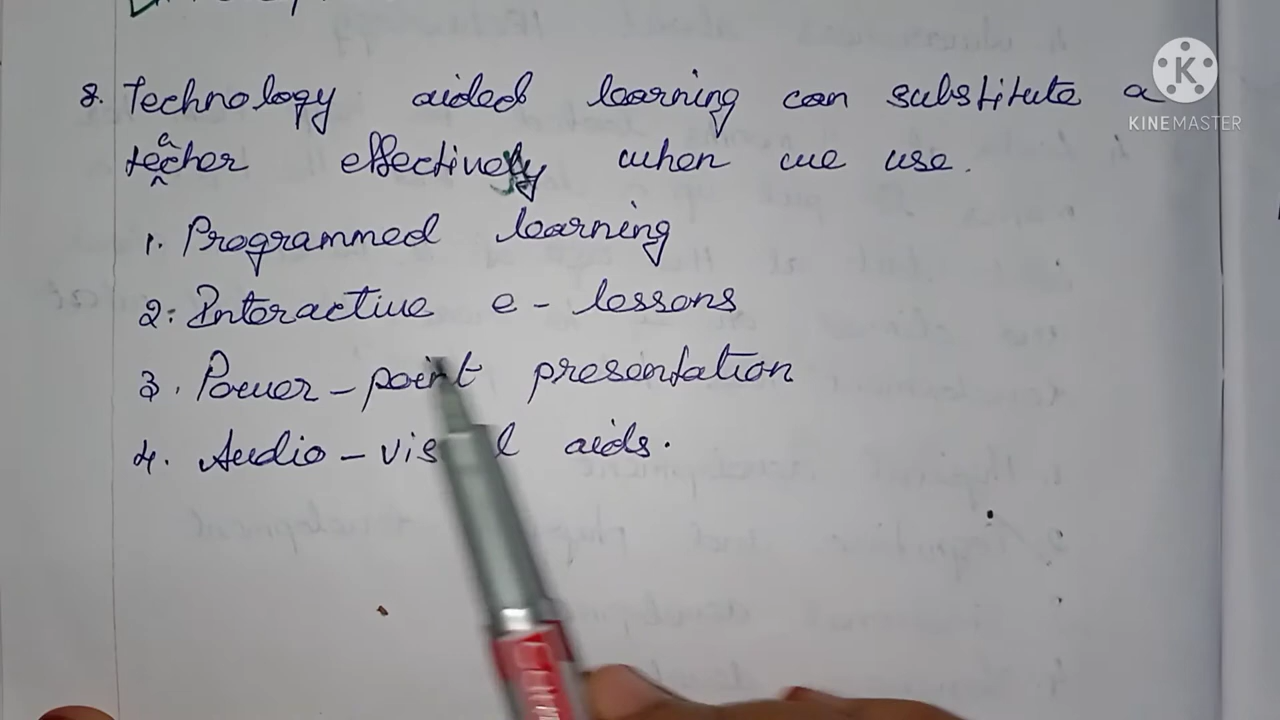 8. Technology aided learning can substitute a
teacher effectively when we use.
1. Programmed learning
2. Interactive e-lessons
3. Power-point presentation
4. Audio-visual aids.
KINEMASTER